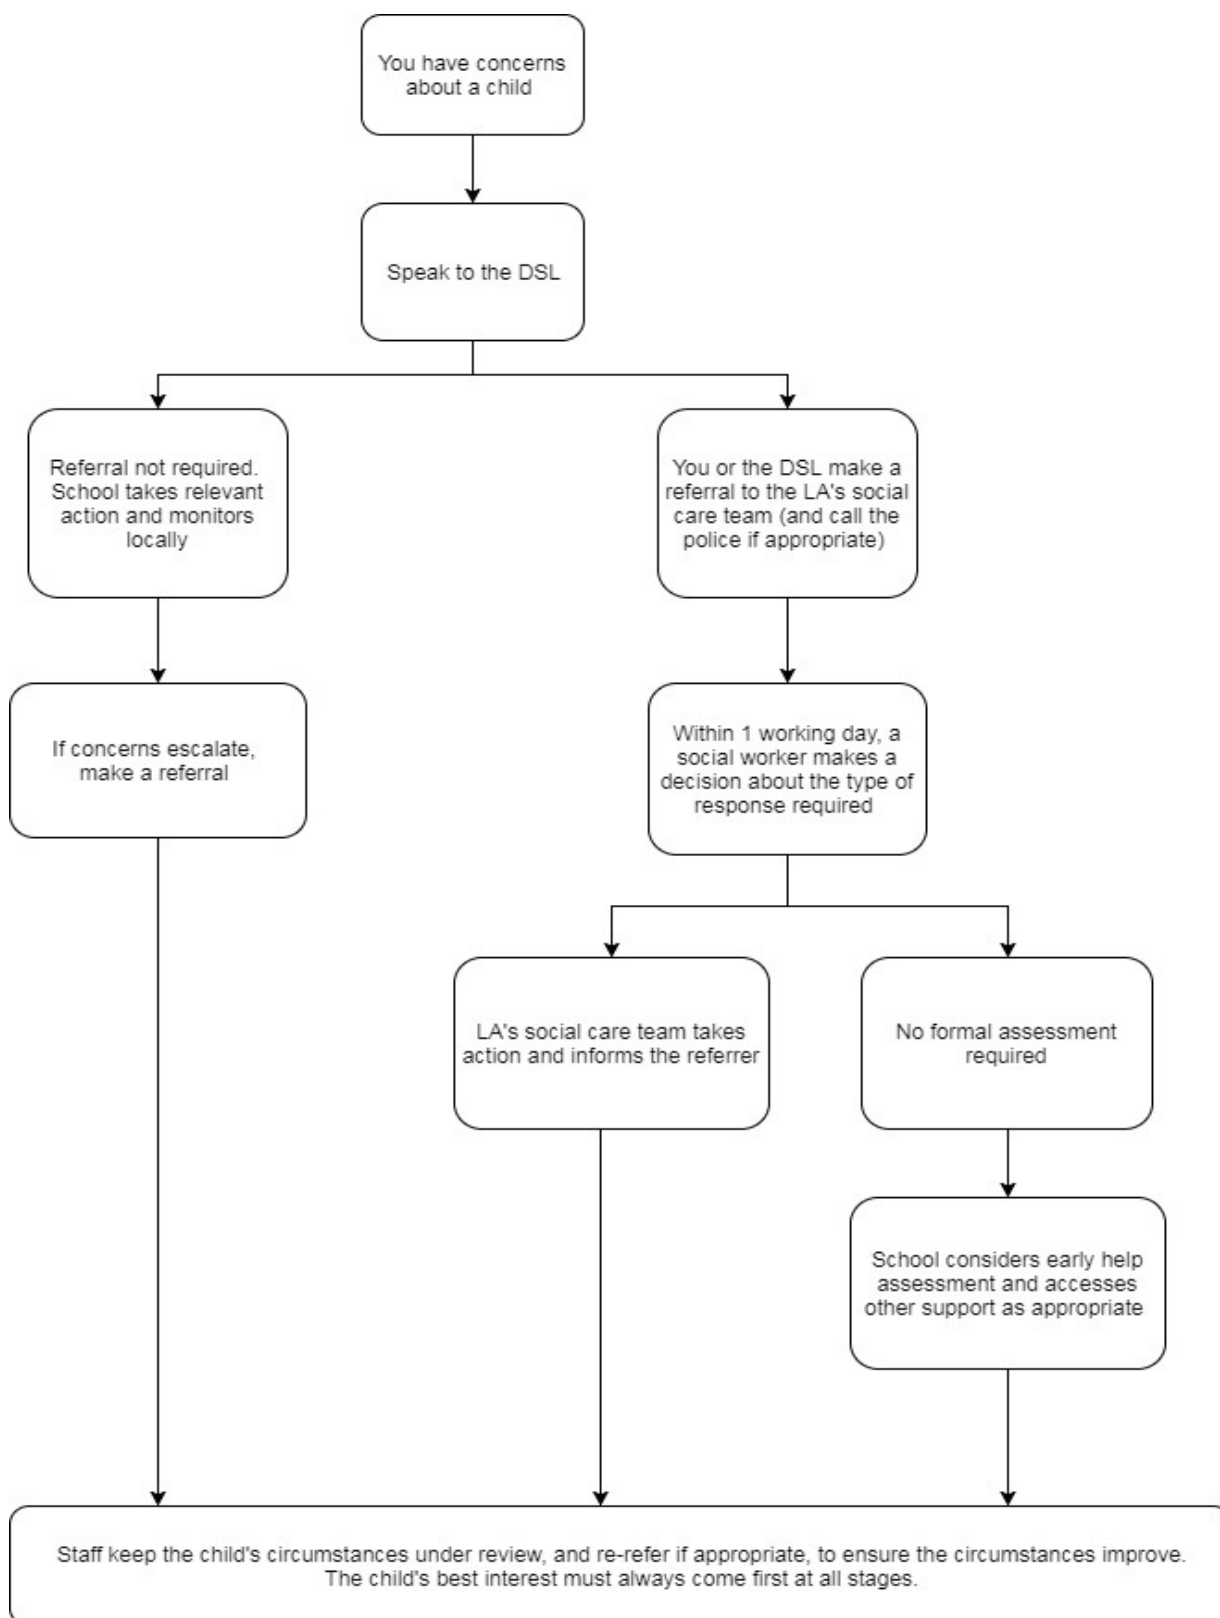 You have concerns
about a child
Speak to the DSL
Referral not required.
School takes relevant
action and monitors
locally
You or the DSL make a
referral to the LA's social
care team (and call the
police if appropriate)
If concerns escalate,
make a referral
Within 1 working day, a
social worker makes a
decision about the type of
response required
LA's social care team takes
action and informs the referrer
No formal assessment
required
School considers early help
assessment and accesses
other support as appropriate
Staff keep the child's circumstances under review, and re-refer if appropriate, to ensure the circumstances improve.
The child's best interest must always come first at all stages.